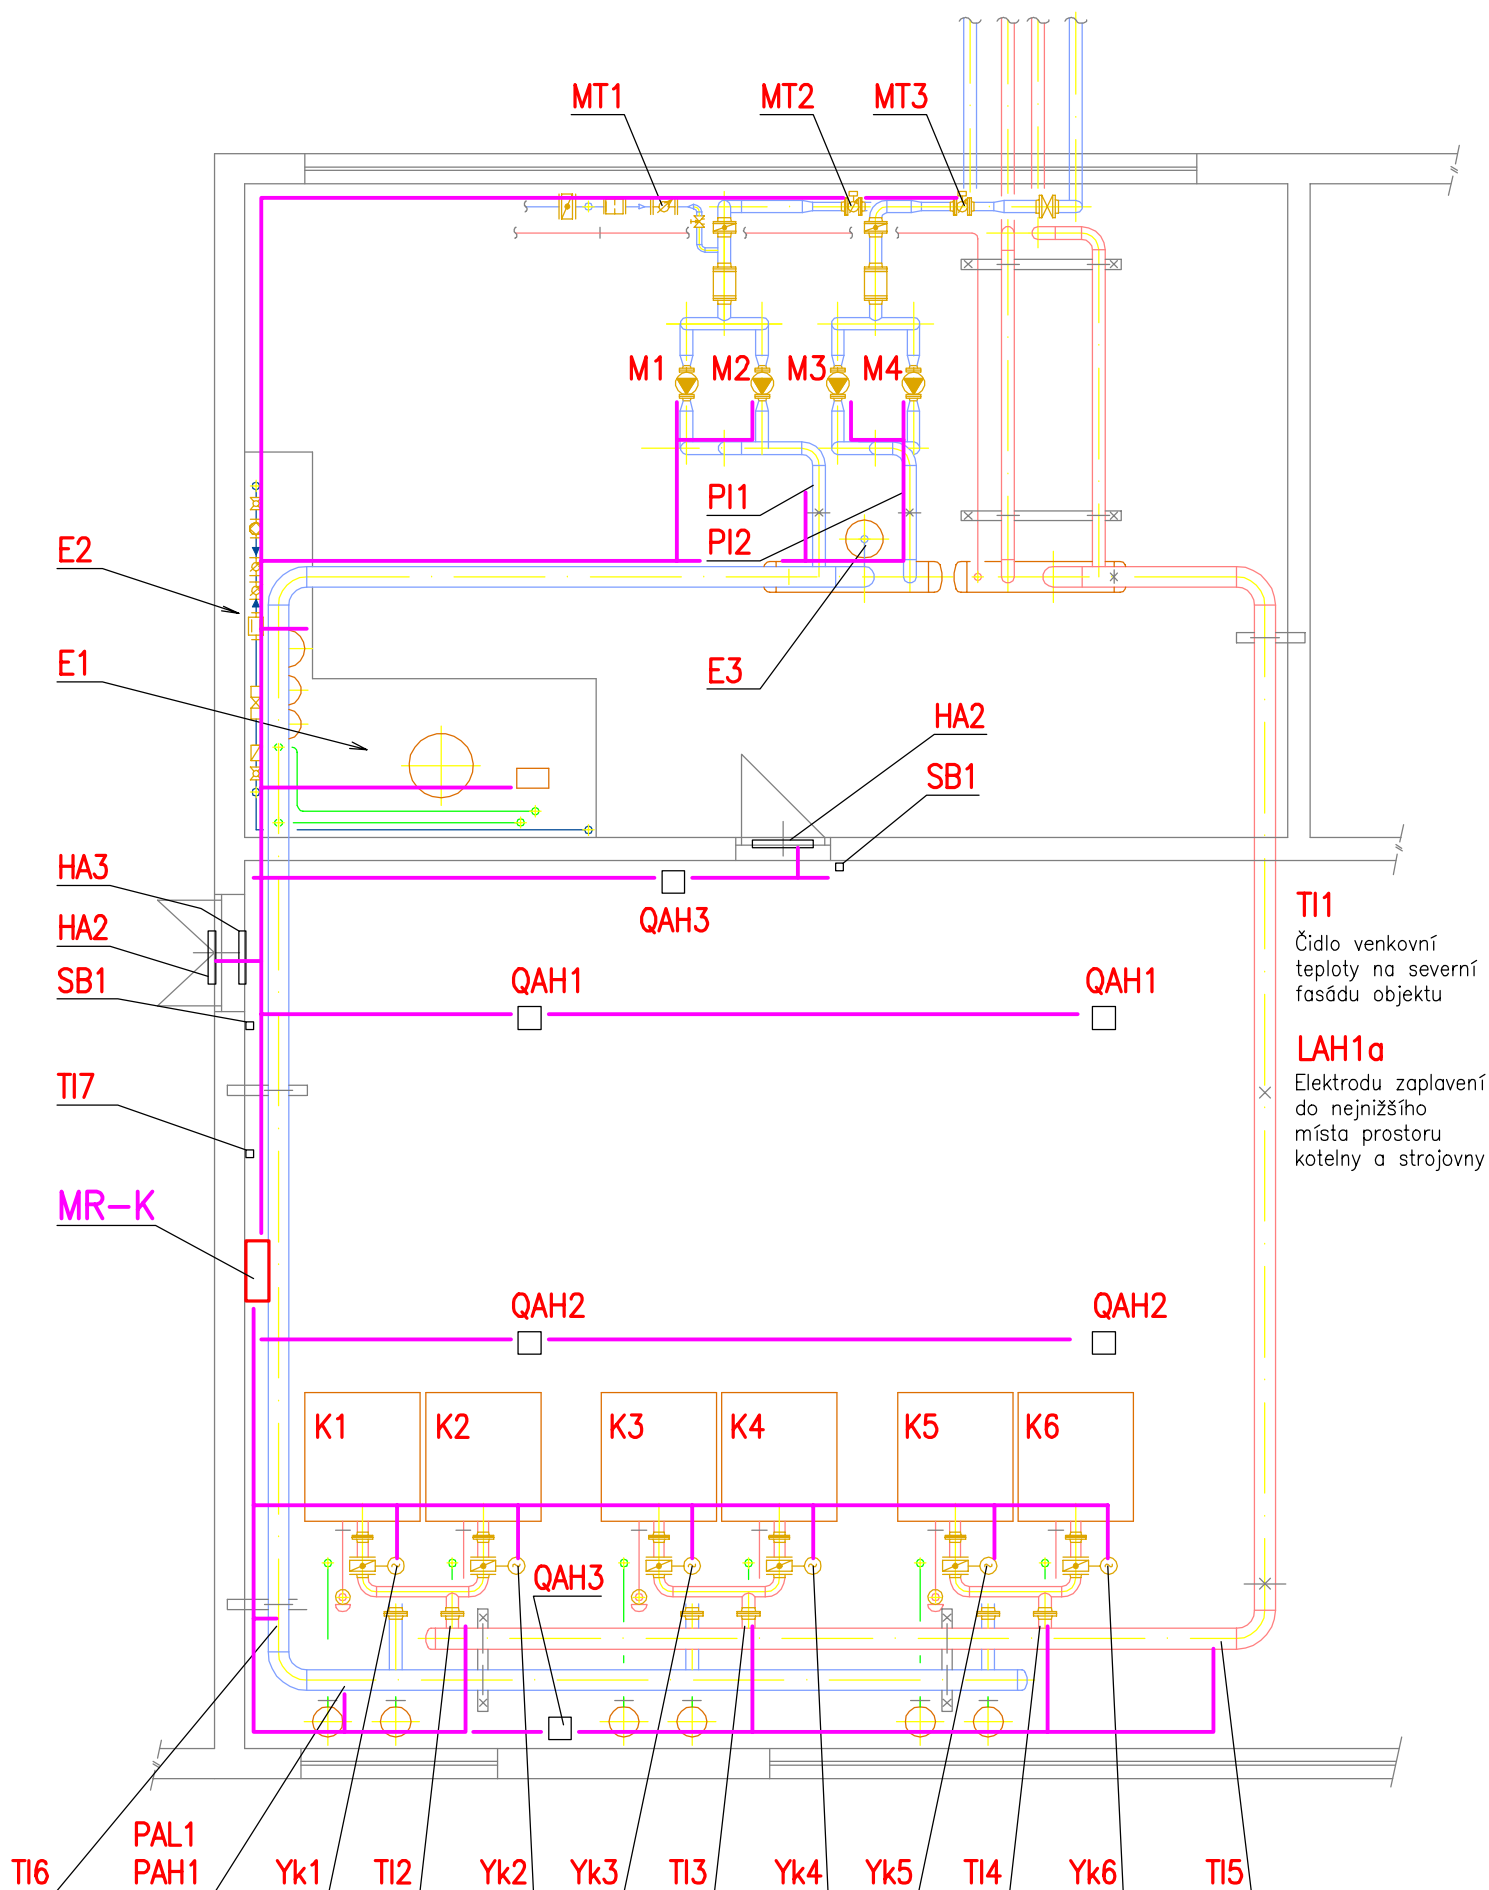 MT1
MT2
MT3
M1
M2
M3
M4
PI1
PI2
E2
E1
E3
HA2
SB1
HA3
QAH3
TI1
Čidlo venkovní
teploty na severní
fasádu objektu
HA2
SB1
QAH1
QAH1
LAH1a
Elektrodu zaplavení
do nejnižšího
místa prostoru
kotelny a strojovny
TI7
MR-K
QAH2
QAH2
K1
K2
K3
K4
K5
K6
QAH3
PAL1
TI6
PAH1
Yk1
TI2
Yk2
Yk3
TI3
Yk4
Yk5
TI4
Yk6
TI5